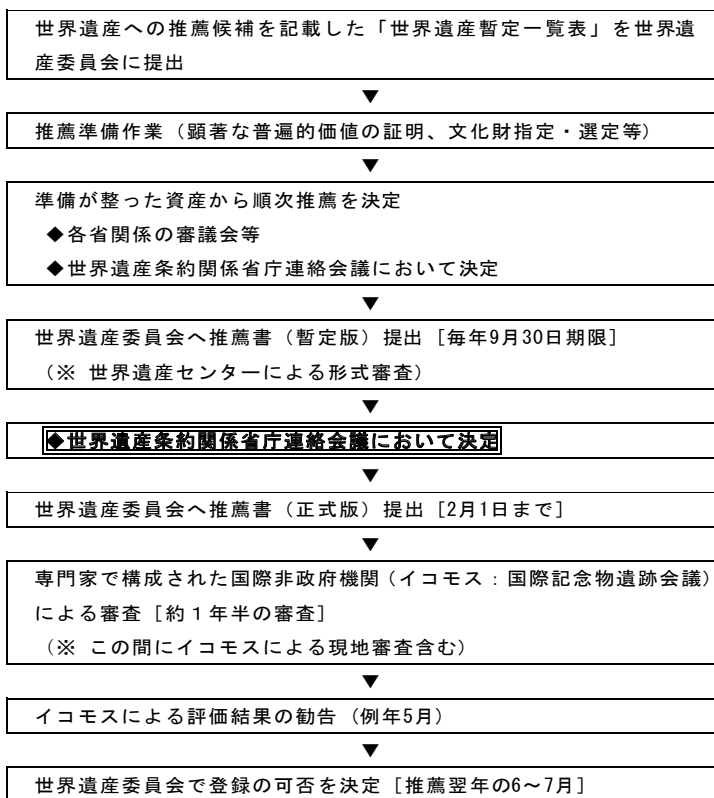 世界遺産への推薦候補を記載した「世界遺産暫定一覧表」を世界遺
産委員会に提出
▼
推薦準備作業（顕著な普遍的価値の証明、文化財指定・選定等）
▼
準備が整った資産から順次推薦を決定
◆各省関係の審議会等
◆世界遺産条約関係省庁連絡会議において決定
▼
世界遺産委員会へ推薦書（暫定版）提出［毎年9月30日期限］
（※ 世界遺産センターによる形式審査）
▼
◆世界遺産条約関係省庁連絡会議において決定
▼
世界遺産委員会へ推薦書（正式版）提出［2月1日まで］
▼
専門家で構成された国際非政府機関（イコモス：国際記念物遺跡会議）
による審査［約１年半の審査］
（※ この間にイコモスによる現地審査含む）
▼
イコモスによる評価結果の勧告（例年5月）
▼
世界遺産委員会で登録の可否を決定［推薦翌年の6～7月］